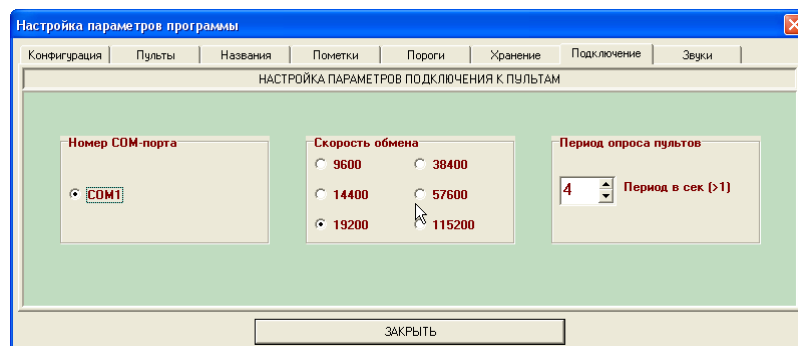 Настройка параметров программы
Конфигурация Пульты Названия Пометки Пороги Хранение Подключение Звуки
НАСТРОЙКА ПАРАМЕТРОВ ПОДКЛЮЧЕНИЯ К ПУЛЬТАМ
Номер COM-порта Скорость обмена Период опроса пультов
9600 38400
COM1 14400 57600 4 Период в сек (>1)
19200 115200
ЗАКРЫТЬ